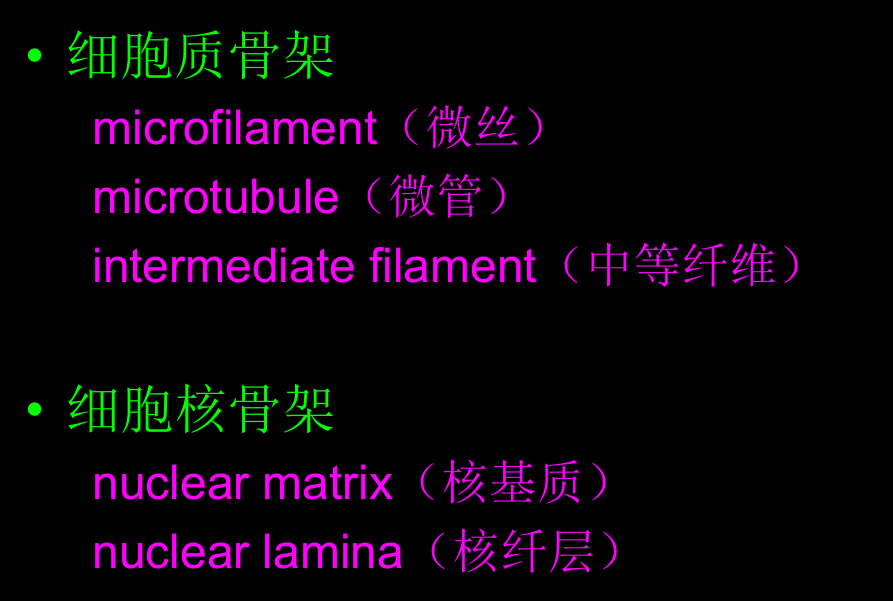 • 细胞质骨架
microfilament（微丝）
microtubule（微管）
intermediate filament（中等纤维）
• 细胞核骨架
nuclear matrix（核基质）
nuclear lamina（核纤层）